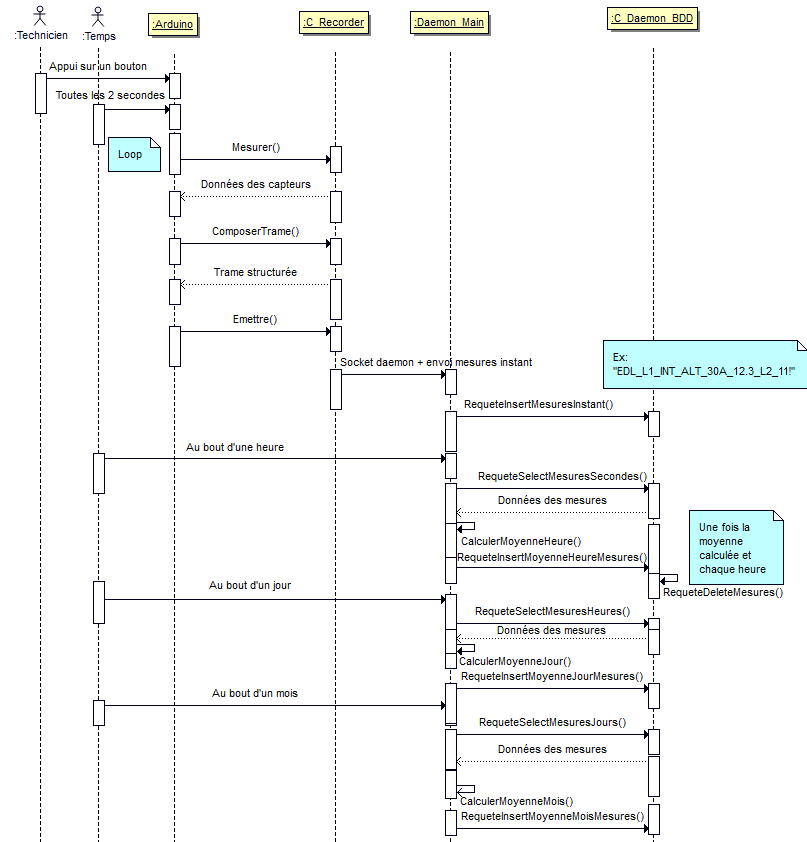 :Technicien
:Temps
:Arduino
:C_Recorder
:Daemon_Main
:C_Daemon_BDD
Appui sur un bouton
Toutes les 2 secondes
Loop
Mesurer()
Données des capteurs
ComposerTrame()
Trame structurée
Emettre()
Socket daemon + envoi mesures instant
Ex:
"EDL_L1_INT_ALT_30A_12.3_L2_11!"
RequeteInsertMesuresInstant()
Au bout d'une heure
RequeteSelectMesuresSecondes()
Données des mesures
CalculerMoyenneHeure()
RequeteInsertMoyenneHeureMesures()
Une fois la
moyenne
calculée et
chaque heure
RequeteDeleteMesures()
Au bout d'un jour
RequeteSelectMesuresHeures()
Données des mesures
CalculerMoyenneJour()
RequeteInsertMoyenneJourMesures()
Au bout d'un mois
RequeteSelectMesuresJours()
Données des mesures
CalculerMoyenneMois()
RequeteInsertMoyenneMoisMesures()